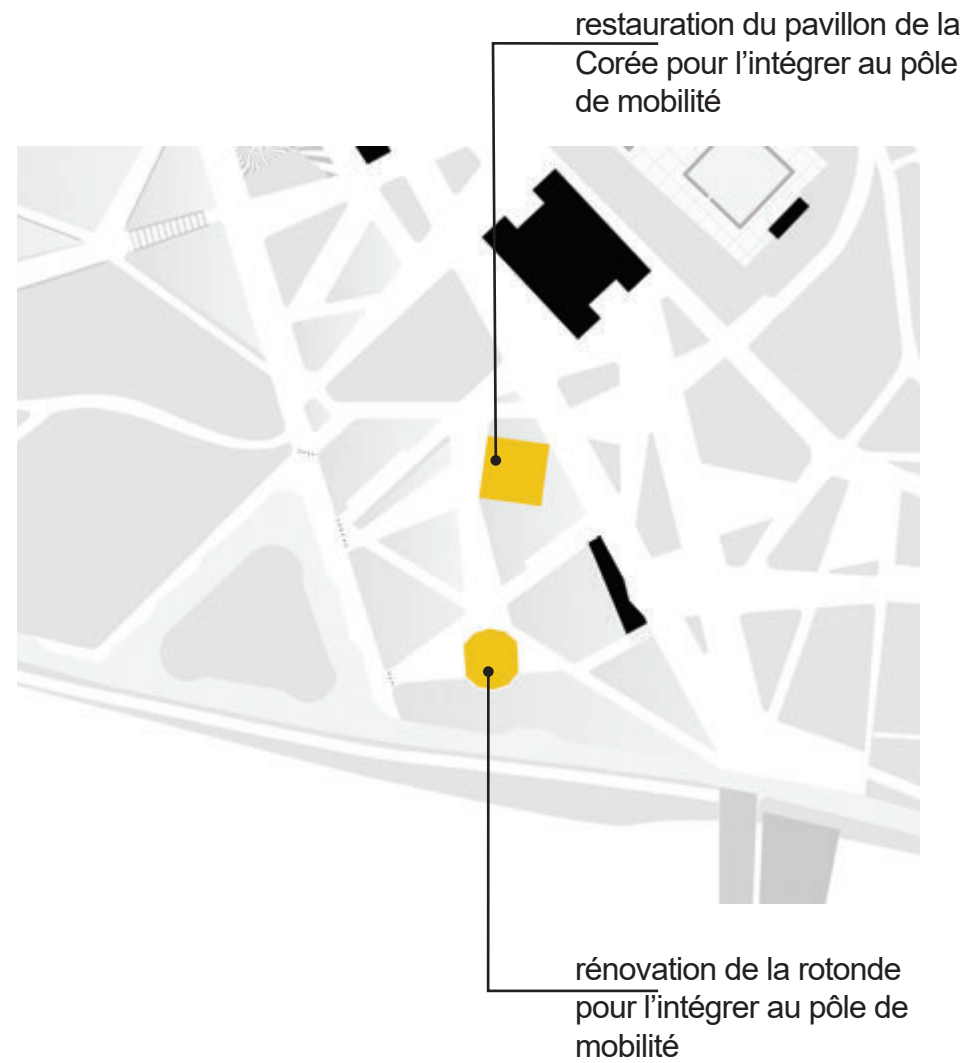 restauration du pavillon de la
Corée pour l’intégrer au pôle
de mobilité
rénovation de la rotonde
pour l’intégrer au pôle de
mobilité